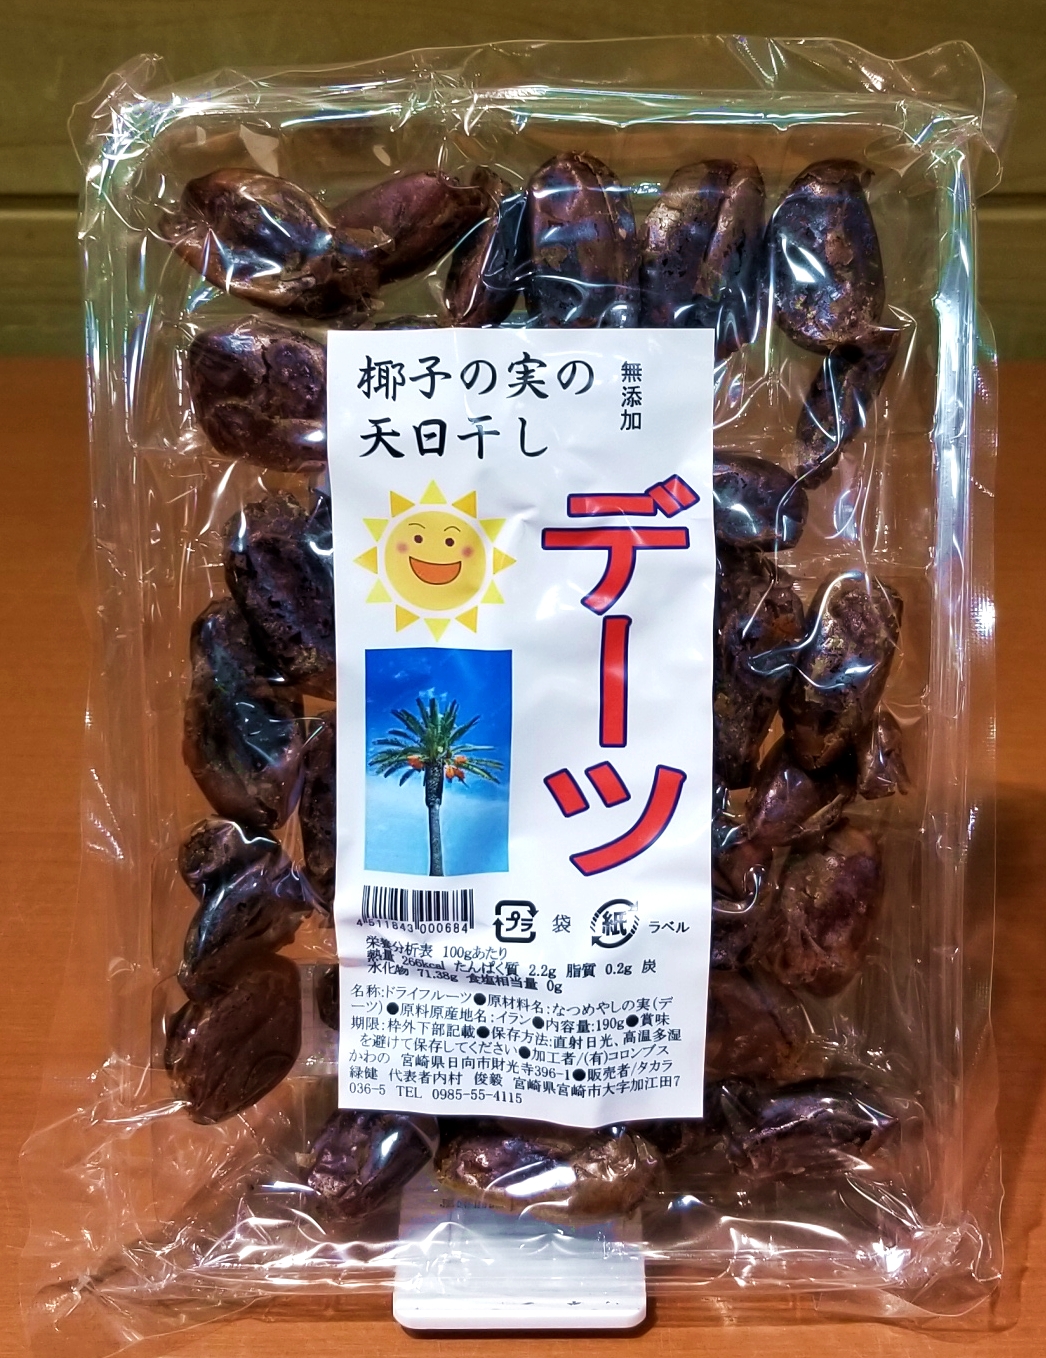 椰子の実の
天日干し
無添加
デーツ
4 511843 000684
プラ 袋 紙 ラベル
栄養分析表 100gあたり
熱量 266kcal たんぱく質 2.2g 脂質 0.2g 炭
水化物 71.38g 食塩相当量 0g
名称:ドライフルーツ●原材料名:なつめやしの実(デ
ーツ)●原料原産地名:イラン●内容量:190g●賞味
期限:枠外下部記載●保存方法:直射日光、高温多湿
を避けて保存してください●加工者/(有)コロンブス
かわの 宮崎県日向市財光寺396-1●販売者/タカラ
緑健 代表者内村 俊毅 宮崎県宮崎市大字加江田7
036-5 TEL 0985-55-4115